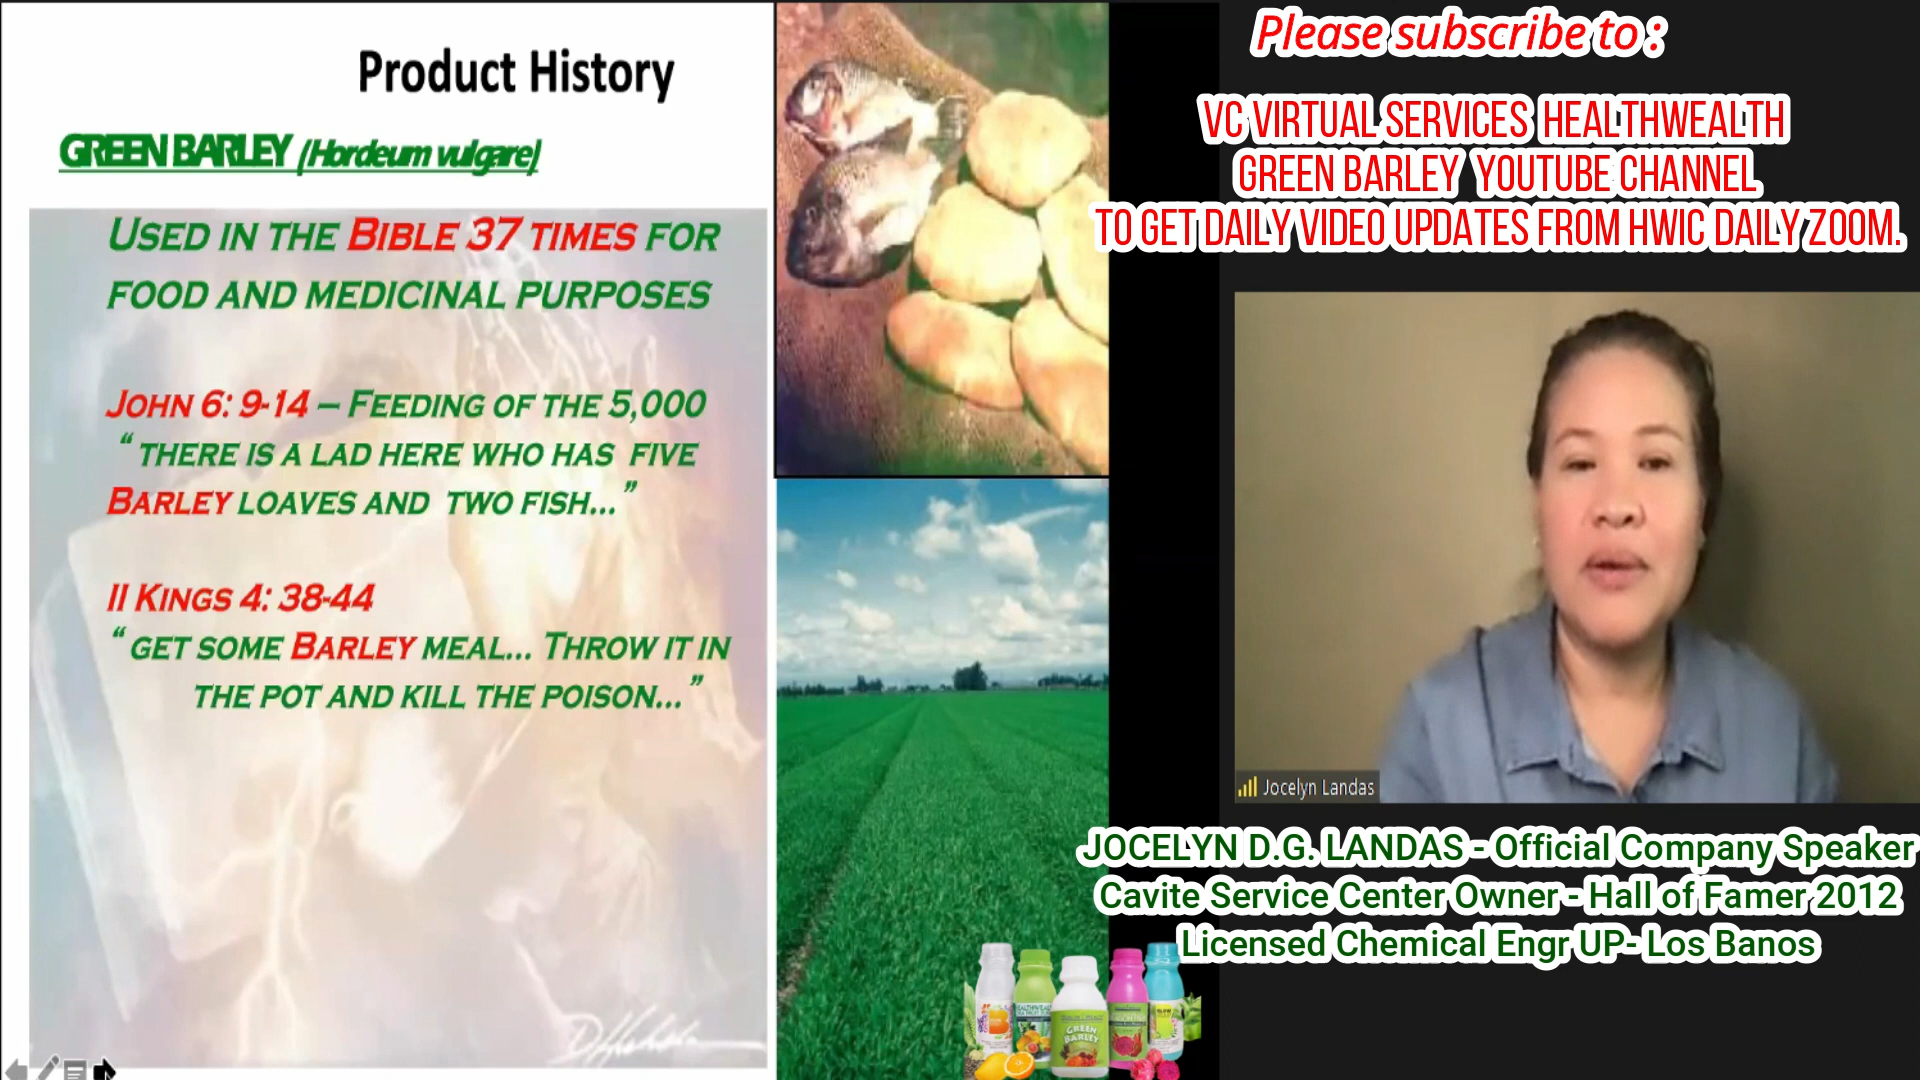 Product History
GREEN BARLEY (Hordeum vulgare)
USED IN THE BIBLE 37 TIMES FOR
FOOD AND MEDICINAL PURPOSES
JOHN 6: 9-14 – FEEDING OF THE 5,000
“ THERE IS A LAD HERE WHO HAS FIVE
BARLEY LOAVES AND TWO FISH...”
II KINGS 4: 38-44
“ GET SOME BARLEY MEAL... THROW IT IN
THE POT AND KILL THE POISON...”
Please subscribe to :
VC VIRTUAL SERVICES HEALTHWEALTH
GREEN BARLEY YOUTUBE CHANNEL
TO GET DAILY VIDEO UPDATES FROM HWIC DAILY ZOOM.
Jocelyn Landas
JOCELYN D.G. LANDAS - Official Company Speaker
Cavite Service Center Owner - Hall of Famer 2012
Licensed Chemical Engr UP- Los Banos
GREEN
BARLEY